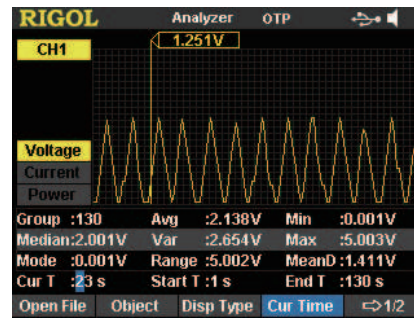 RIGOL Analyzer OTP
CH1
1.251V
Voltage
Current
Power
Group :130 Avg :2.138V Min :0.001V
Median:2.001V Var :2.654V Max :5.003V
Mode :0.001V Range :5.002V MeanD:1.411V
Cur T :23 s Start T :1 s End T :130 s
Open File Object Disp Type Cur Time ⇨1/2